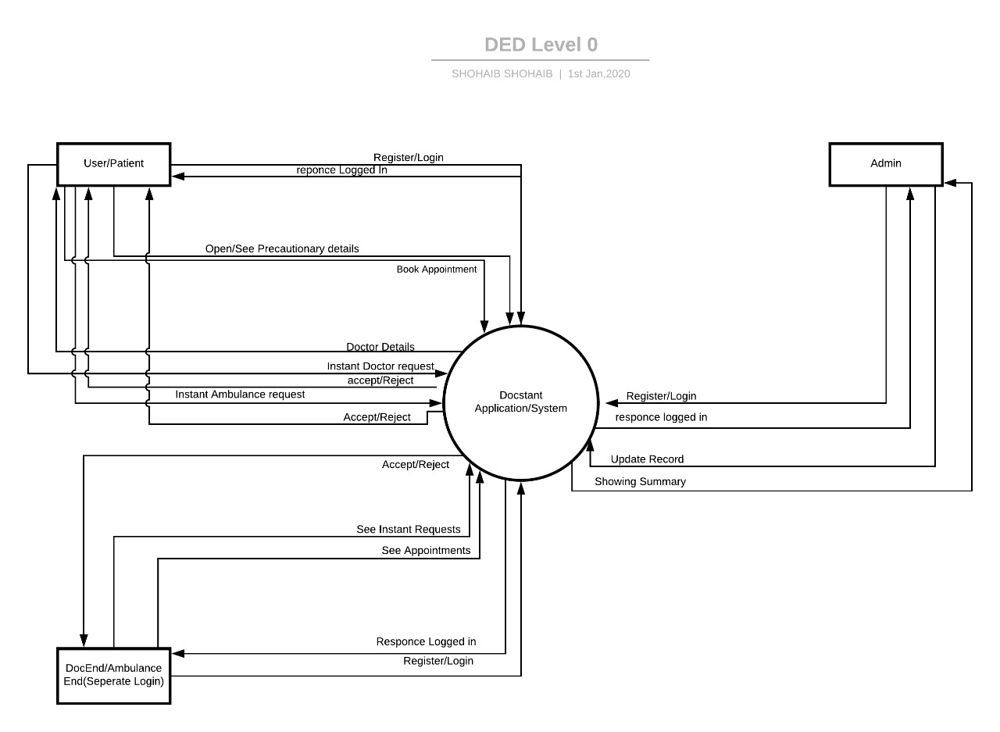 DED Level 0
SHOHAIB SHOHAIB | 1st Jan,2020
User/Patient
Register/Login
reponce Logged In
Admin
Open/See Precautionary details
Book Appointment
Doctor Details
Instant Doctor request
accept/Reject
Instant Ambulance request
Accept/Reject
Docstant
Application/System
Register/Login
responce logged in
Update Record
Showing Summary
Accept/Reject
See Instant Requests
See Appointments
Responce Logged in
Register/Login
DocEnd/Ambulance
End(Seperate Login)